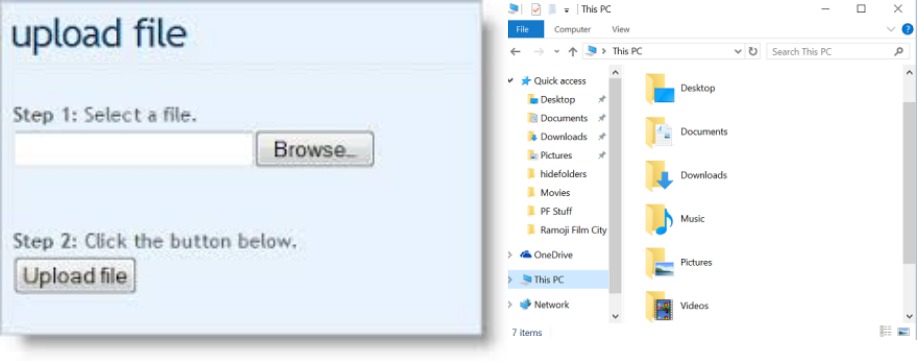 upload file
Step 1: Select a file.
Browse...
Step 2: Click the button below.
Upload file
This PC
File Computer View
This PC Search This PC
Quick access
Desktop
Documents
Downloads
Pictures
hidefolders
Movies
PF Stuff
Ramoji Film City
OneDrive
This PC
Network
Desktop
Documents
Downloads
Music
Pictures
Videos
7 items